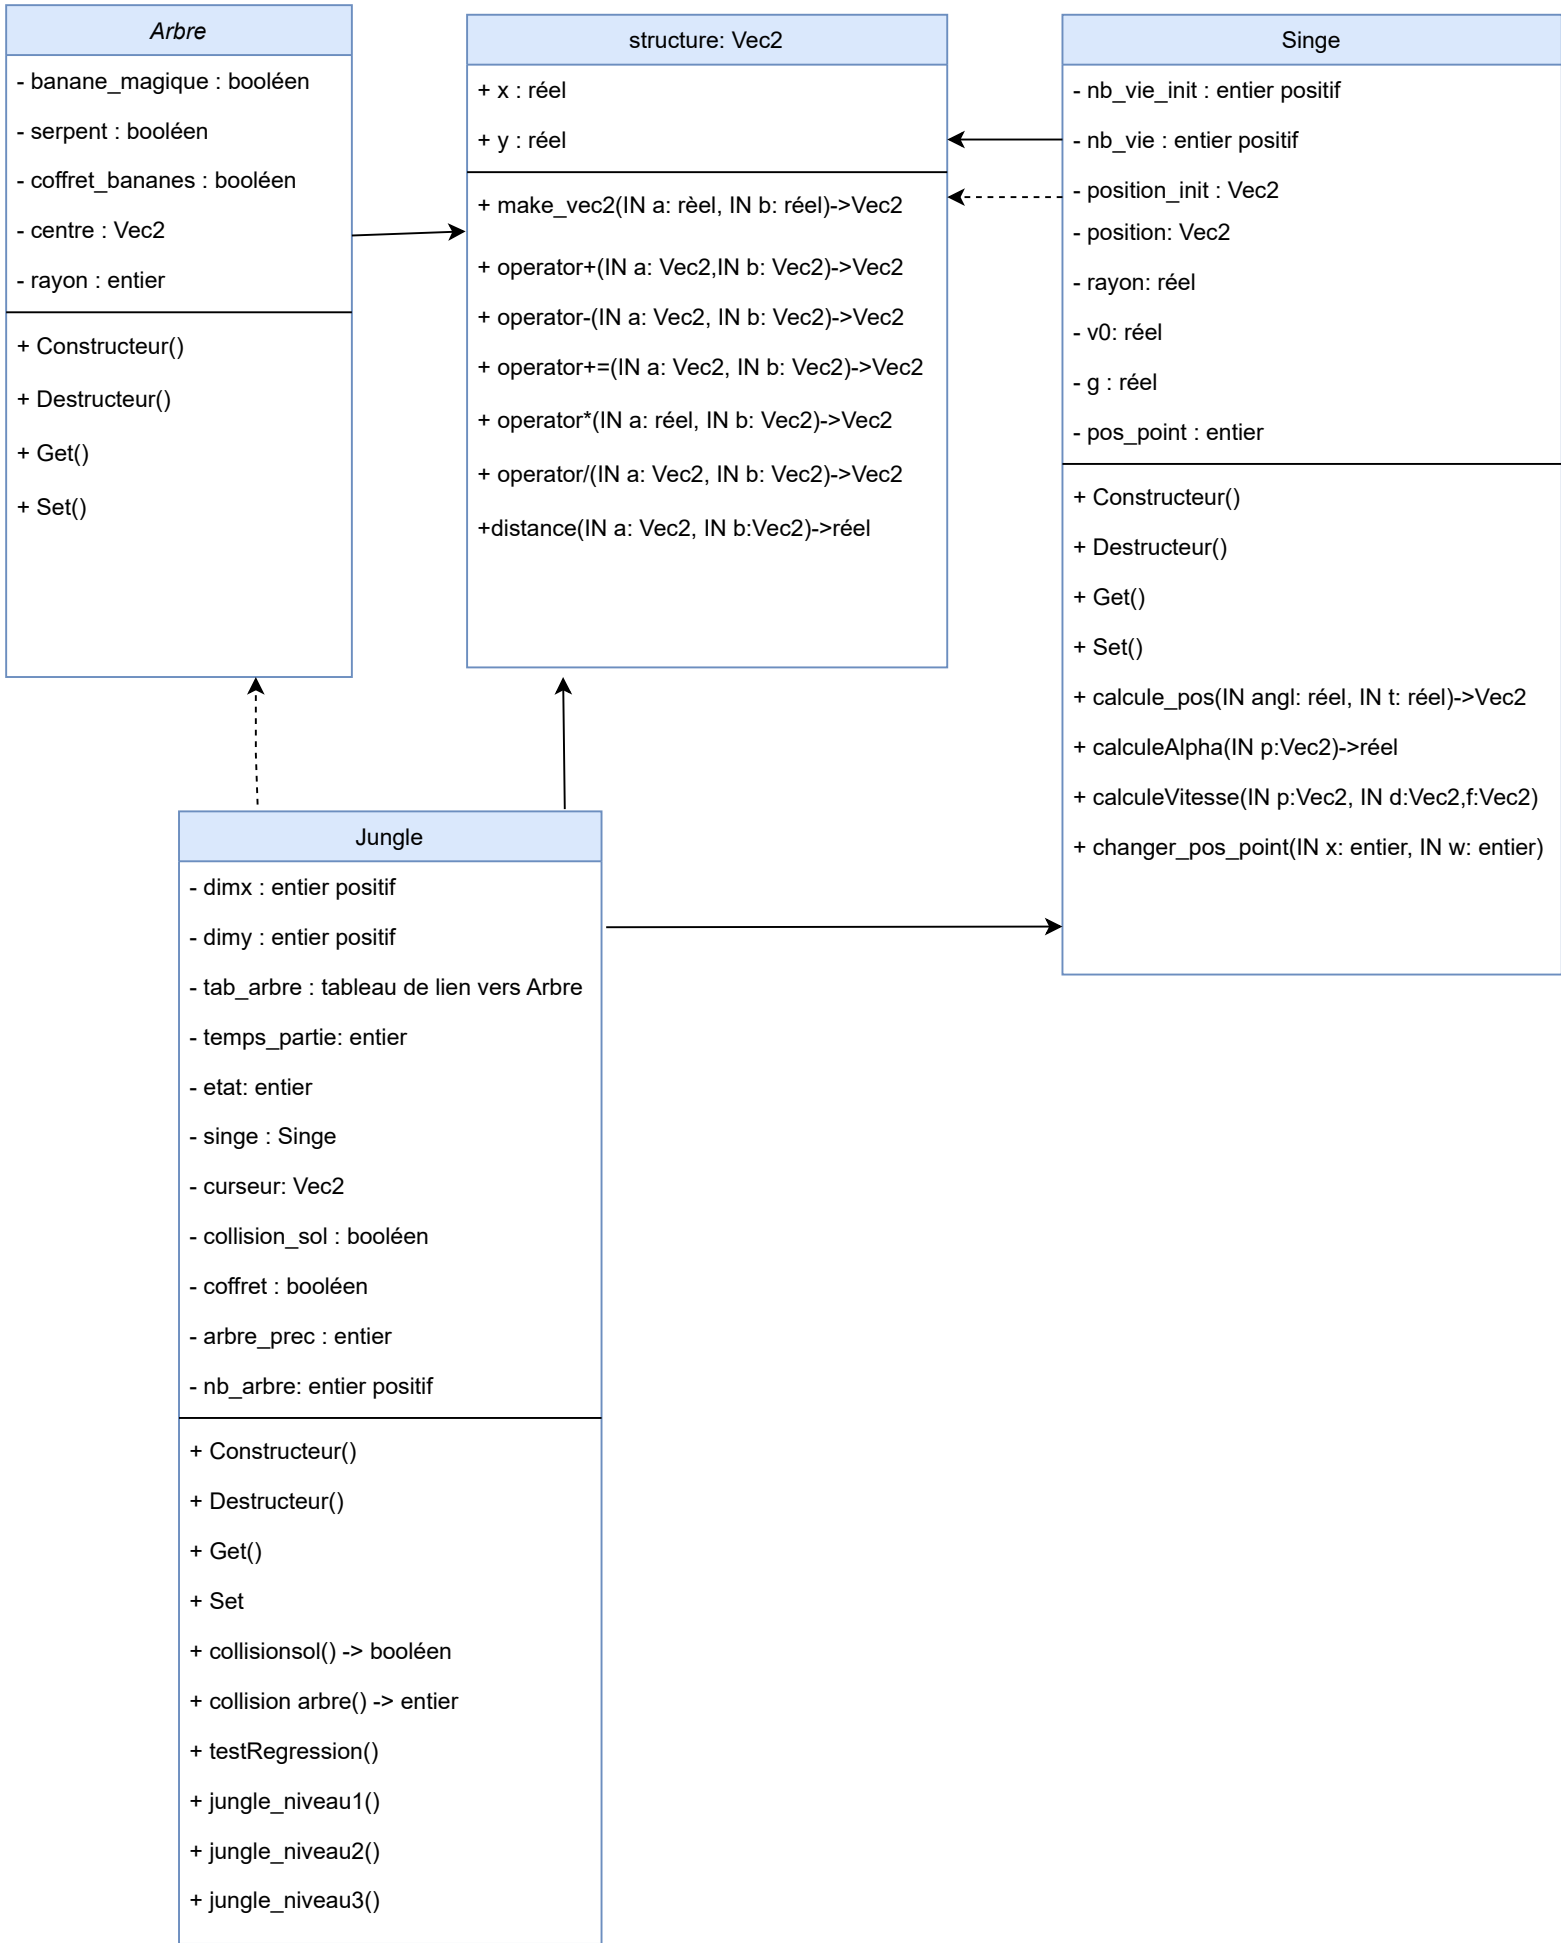 Arbre
- banane_magique : booléen
- serpent : booléen
- coffret_bananes : booléen
- centre : Vec2
- rayon : entier
+ Constructeur()
+ Destructeur()
+ Get()
+ Set()
structure: Vec2
+ x : réel
+ y : réel
+ make_vec2(IN a: rèel, IN b: réel)->Vec2
+ operator+(IN a: Vec2,IN b: Vec2)->Vec2
+ operator-(IN a: Vec2, IN b: Vec2)->Vec2
+ operator+=(IN a: Vec2, IN b: Vec2)->Vec2
+ operator*(IN a: réel, IN b: Vec2)->Vec2
+ operator/(IN a: Vec2, IN b: Vec2)->Vec2
+distance(IN a: Vec2, IN b:Vec2)->réel
Singe
- nb_vie_init : entier positif
- nb_vie : entier positif
- position_init : Vec2
- position: Vec2
- rayon: réel
- v0: réel
- g : réel
- pos_point : entier
+ Constructeur()
+ Destructeur()
+ Get()
+ Set()
+ calcule_pos(IN angl: réel, IN t: réel)->Vec2
+ calculeAlpha(IN p:Vec2)->réel
+ calculeVitesse(IN p:Vec2, IN d:Vec2,f:Vec2)
+ changer_pos_point(IN x: entier, IN w: entier)
Jungle
- dimx : entier positif
- dimy : entier positif
- tab_arbre : tableau de lien vers Arbre
- temps_partie: entier
- etat: entier
- singe : Singe
- curseur: Vec2
- collision_sol : booléen
- coffret : booléen
- arbre_prec : entier
- nb_arbre: entier positif
+ Constructeur()
+ Destructeur()
+ Get()
+ Set
+ collisionsol() -> booléen
+ collision arbre() -> entier
+ testRegression()
+ jungle_niveau1()
+ jungle_niveau2()
+ jungle_niveau3()